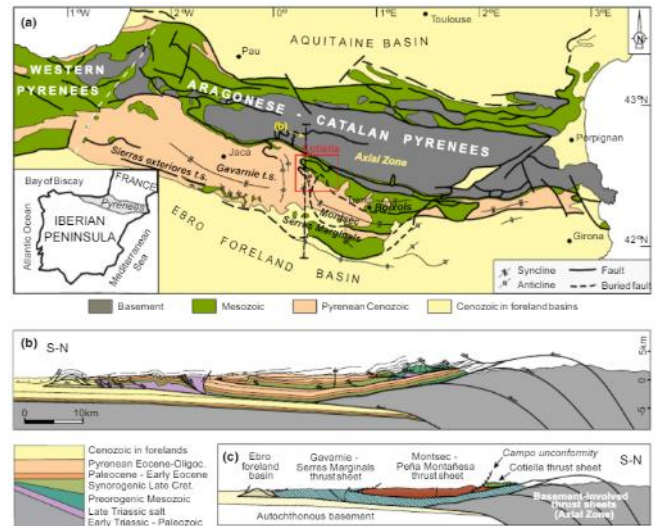 (a)
1°W
0°
1°E
2°E
3°E
Toulouse
N
Pau
AQUITAINE BASIN
WESTERN
PYRENEES
ARAGONESE - CATALAN PYRENEES
43°N
(b)
Axial Zone
Perpignan
Cotiella
Jaca
Sierras exteriores t.s.
Gavarnie t.s.
Montsec
Serres Marginals
Girona
42°N
EBRO FORELAND BASIN
Bay of Biscay
FRANCE
Pyrenees
IBERIAN
PENINSULA
Atlantic Ocean
Mediterranean
Sea
Syncline
Anticline
Fault
Buried fault
Basement
Mesozoic
Pyrenean Cenozoic
Cenozoic in foreland basins
(b)
S-N
5km
0
-5
0
10km
Cenozoic in forelands
Pyrenean Eocene-Oligoc.
Paleocene - Early Eocene
Synorogenic Late Cret.
Preorogenic Mesozoic
Late Triassic salt
Early Triassic - Paleozoic
(c)
S-N
Ebro
foreland
basin
Gavarnie -
Serres Marginals
thrust sheet
Montsec -
Peña Montañesa
thrust sheet
Campo unconformity
Cotiella thrust sheet
Basement-involved
thrust sheets
(Axial Zone)
Autochthonous basement